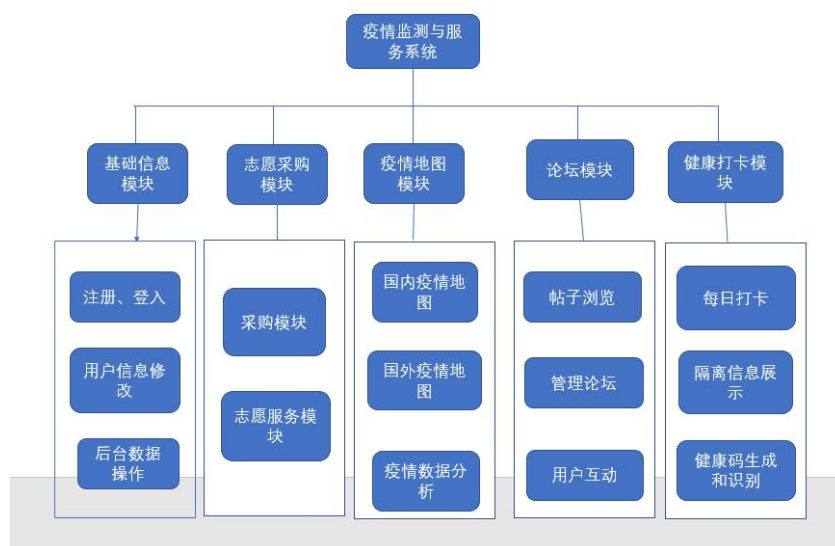 疫情监测与服
务系统
基础信息
模块
志愿采购
模块
疫情地图
模块
论坛模块
健康打卡模
块
注册、登入
用户信息修
改
后台数据
操作
采购模块
志愿服务模
块
国内疫情地
图
国外疫情地
图
疫情数据分
析
帖子浏览
管理论坛
用户互动
每日打卡
隔离信息展
示
健康码生成
和识别